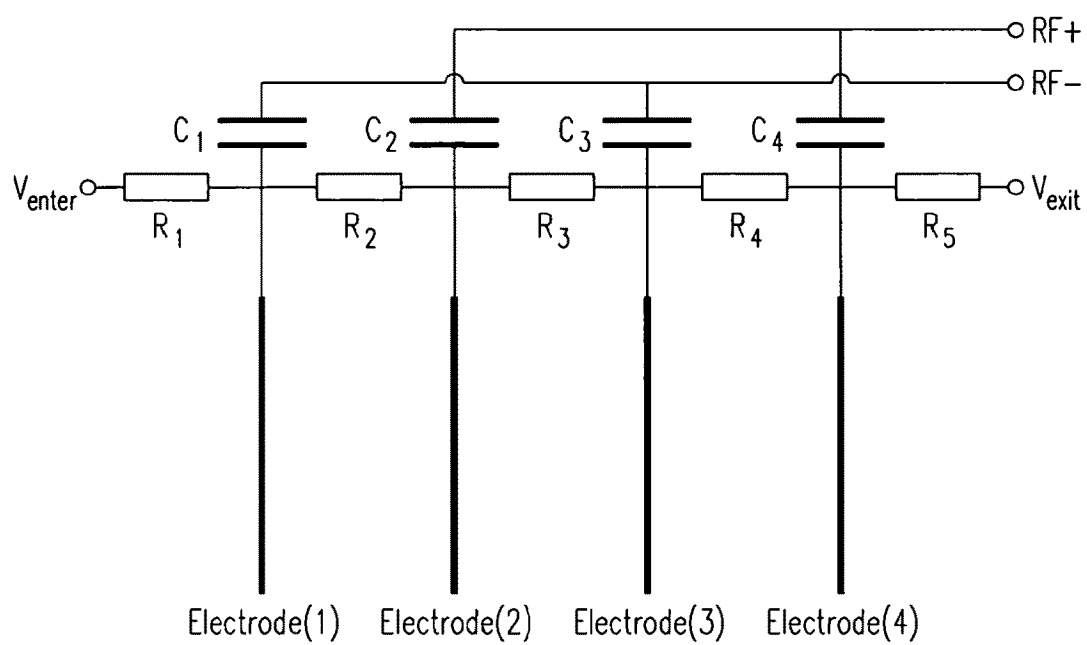 RF+
RF-
C1 C2 C3 C4
Venter Vexit
R1 R2 R3 R4 R5
Electrode(1) Electrode(2) Electrode(3) Electrode(4)